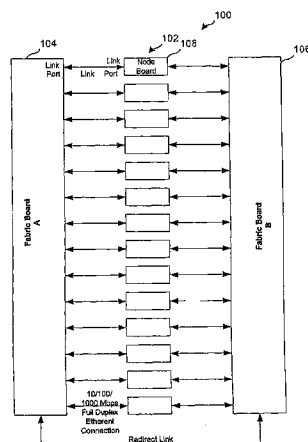 100
104
102
108
106
Link
Port
Link
Link
Port
Node
Board
Fabric Board
A
Fabric Board
B
10/100/
1000 Mbps
Full Duplex
Ethernet
Connection
Redirect Link